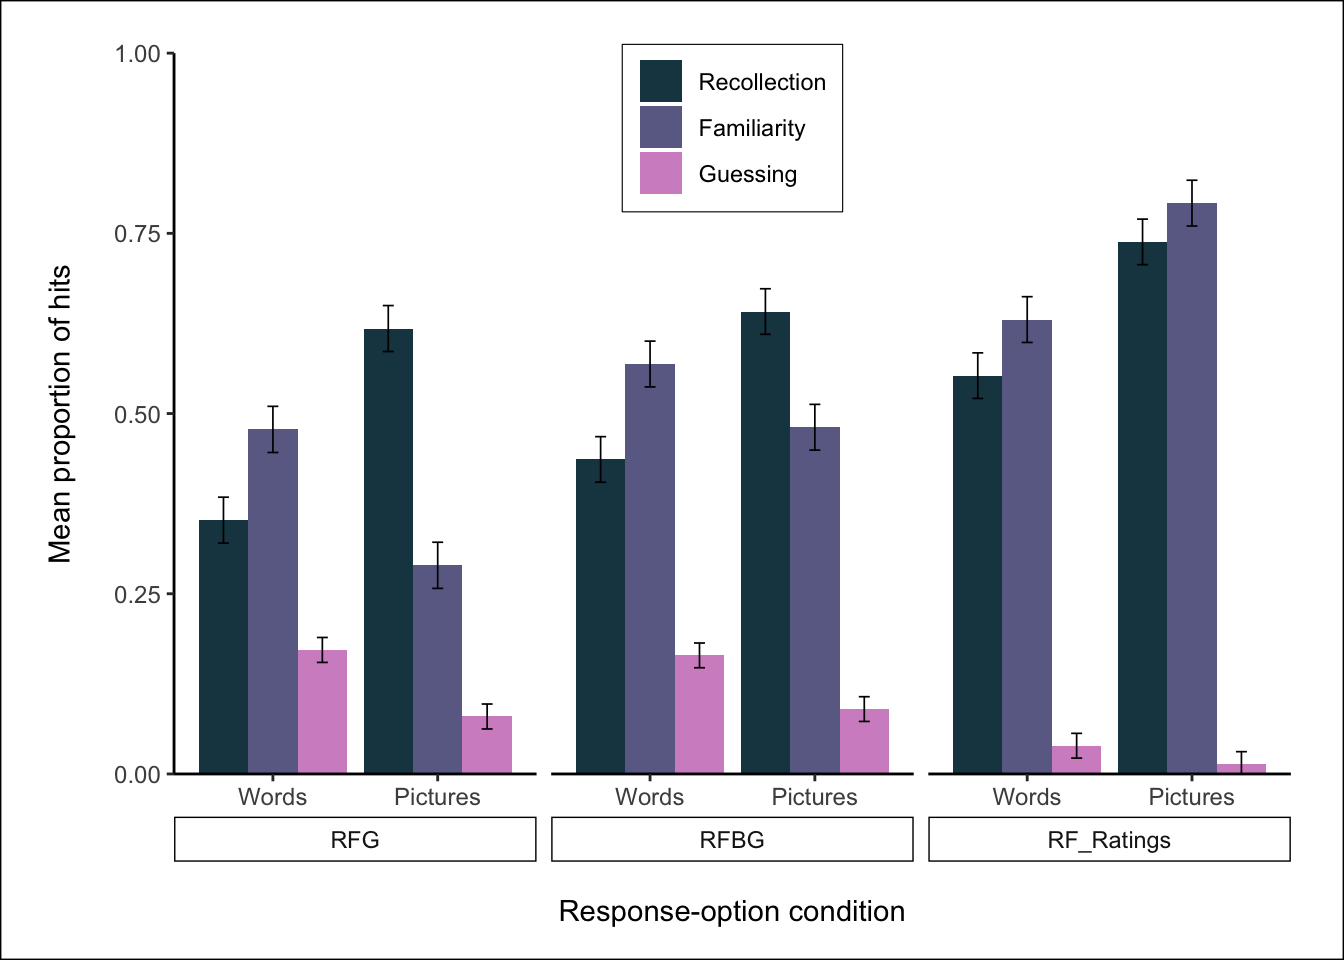 1.00
0.75
0.50
0.25
0.00
Mean proportion of hits
Recollection
Familiarity
Guessing
Words Pictures Words Pictures Words Pictures
RFG RFBG RF_Ratings
Response-option condition